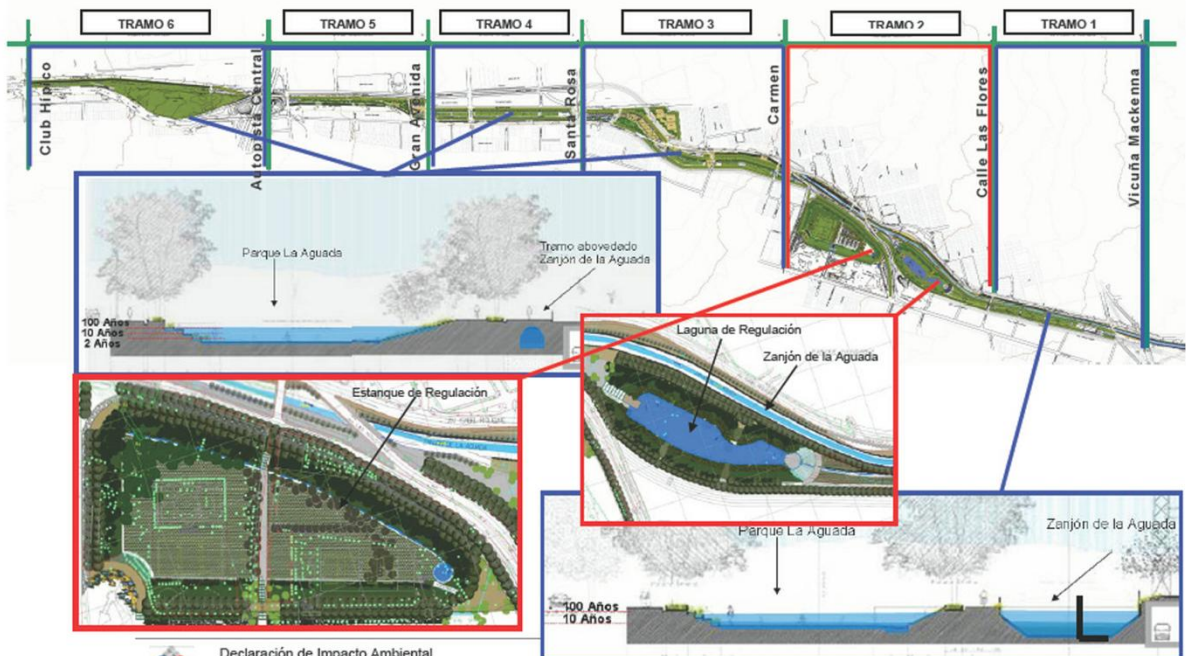 TRAMO 6
TRAMO 5
TRAMO 4
TRAMO 3
TRAMO 2
TRAMO 1
Club Hípico
Autopista Central
Gran Avenida
Santa Rosa
Carmen
Calle Las Flores
Vicuña Mackenna
Parque La Aguada
Tramo abovedado
Zanjón de la Aguada
100 Años
10 Años
2 Años
Laguna de Regulación
Zanjón de la Aguada
Estanque de Regulación
Parque La Aguada
Zanjón de la Aguada
100 Años
10 Años
Declaración de Impacto Ambiental